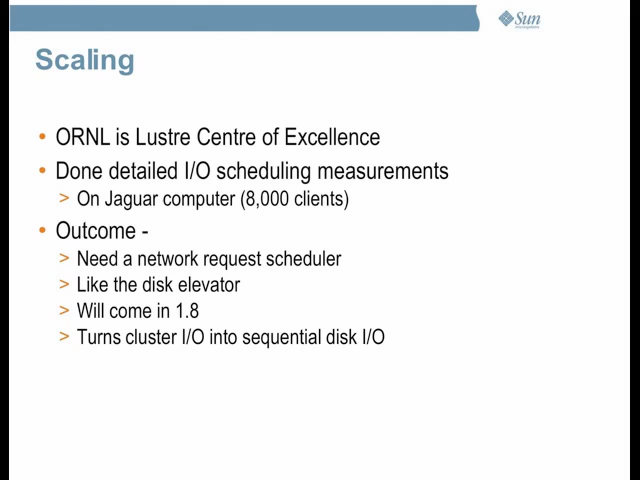 Sun
microsystems
Scaling
• ORNL is Lustre Centre of Excellence
• Done detailed I/O scheduling measurements
> On Jaguar computer (8,000 clients)
• Outcome -
> Need a network request scheduler
> Like the disk elevator
> Will come in 1.8
> Turns cluster I/O into sequential disk I/O